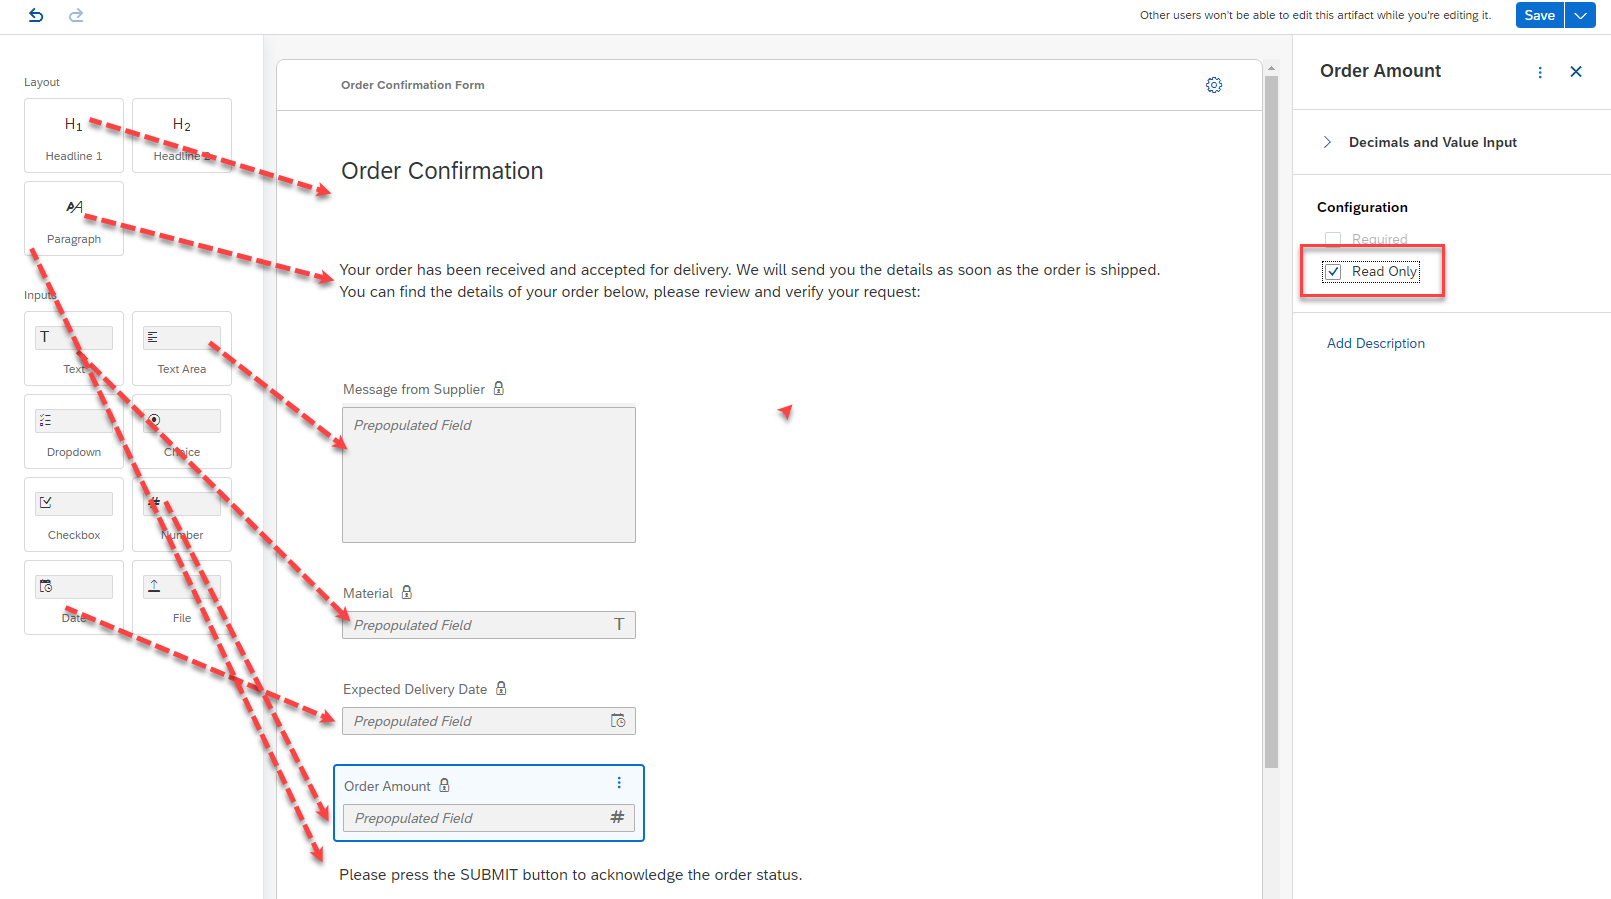 Other users won't be able to edit this artifact while you're editing it.
Save
Layout
H1
Headline 1
H2
Headline 2
Paragraph
Inputs
T
Text
Text Area
Dropdown
Choice
Checkbox
#
Number
Date
File
Order Confirmation Form
Order Confirmation
Your order has been received and accepted for delivery. We will send you the details as soon as the order is shipped.
You can find the details of your order below, please review and verify your request:
Message from Supplier
Prepopulated Field
Material
Prepopulated Field T
Expected Delivery Date
Prepopulated Field
Order Amount
Prepopulated Field #
Please press the SUBMIT button to acknowledge the order status.
Order Amount
Decimals and Value Input
Configuration
Required
Read Only
Add Description